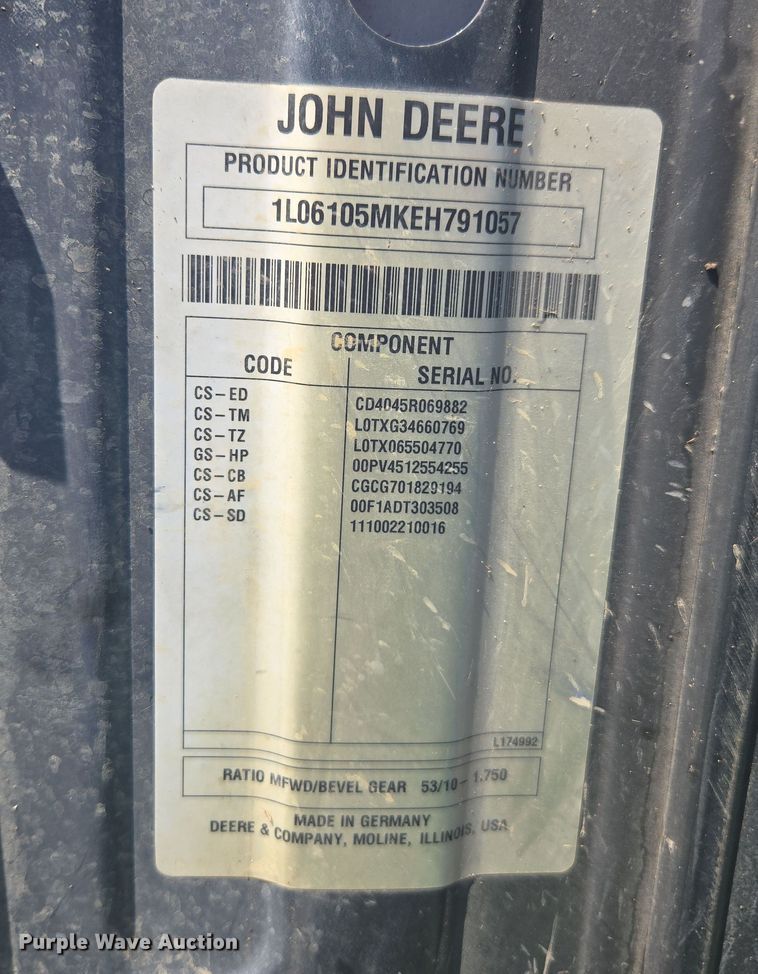 JOHN DEERE
PRODUCT IDENTIFICATION NUMBER
1L06105MKEH791057
COMPONENT
CODE SERIAL NO.
CS-ED CD4045R069882
CS-TM L0TXG34660769
CS-TZ L0TX065504770
GS-HP 00PV4512554255
CS-CB CGCG701829194
CS-AF 00F1ADT303508
CS-SD 111002210016
L174992
RATIO MFWD/BEVEL GEAR 53/10-1.750
MADE IN GERMANY
DEERE & COMPANY, MOLINE, ILLINOIS, USA
Purple Wave Auction